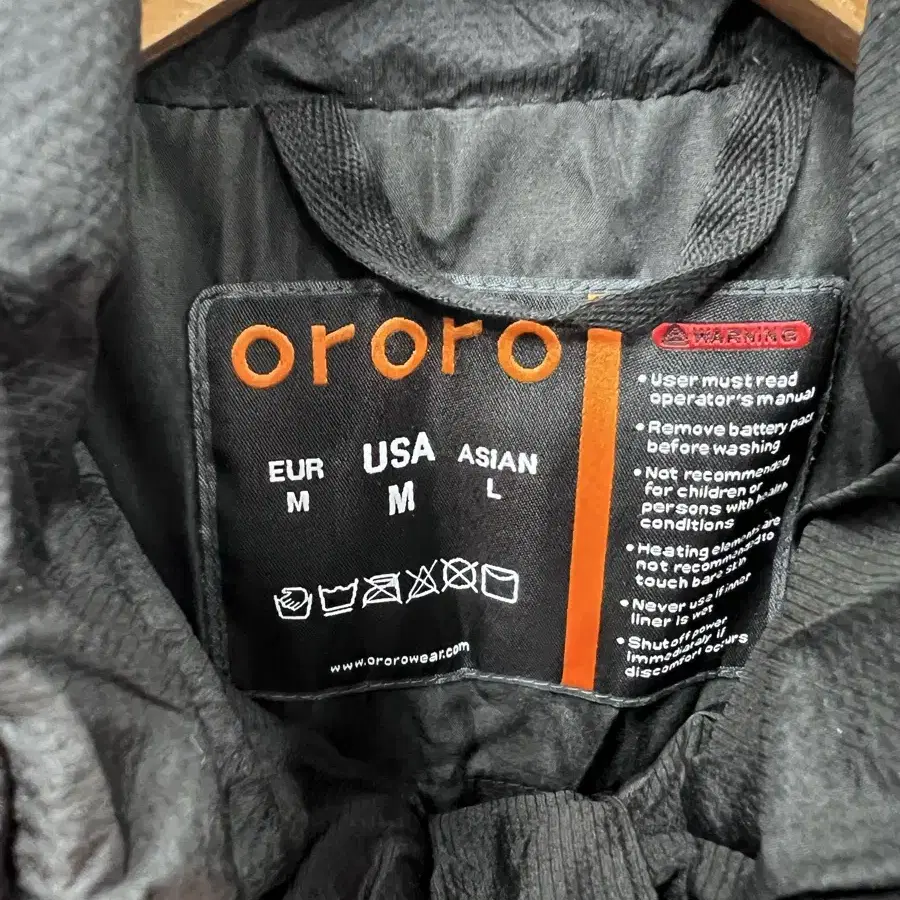 ororo
EUR
M
USA
M
ASIAN
L
www.ororowear.com
WARNING
• User must read
operator's manual
• Remove battery pack
before washing
• Not recommended
for children or
persons with health
conditions
• Heating elements are
not recommended to
touch bare skin
• Never use if inner
liner is wet
• Shut off power
immediately if
discomfort occurs